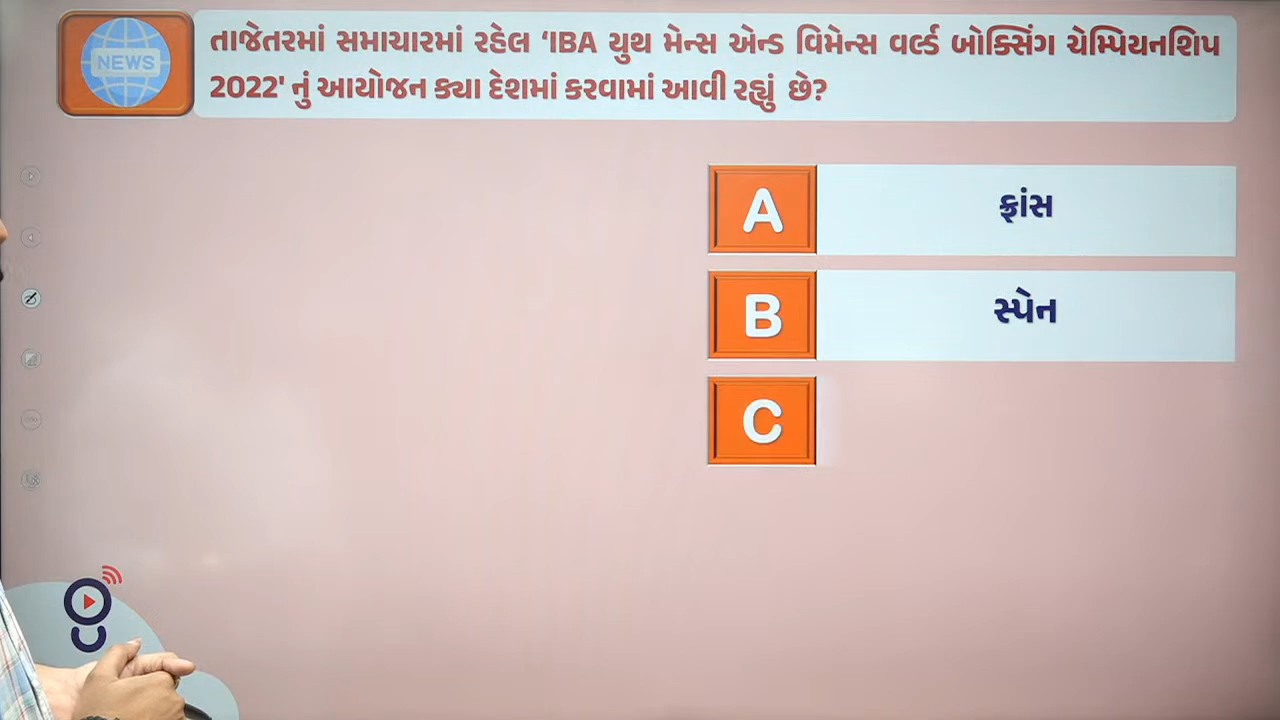 NEWS
તાજેતરમાં સમાચારમાં રહેલ ‘IBA યુથ મેન્સ એન્ડ વિમેન્સ વર્લ્ડ બોક્સિંગ ચેમ્પિયનશિપ
2022' નું આયોજન ક્યા દેશમાં કરવામાં આવી રહ્યું છે?
A ફ્રાંસ
B સ્પેન
C